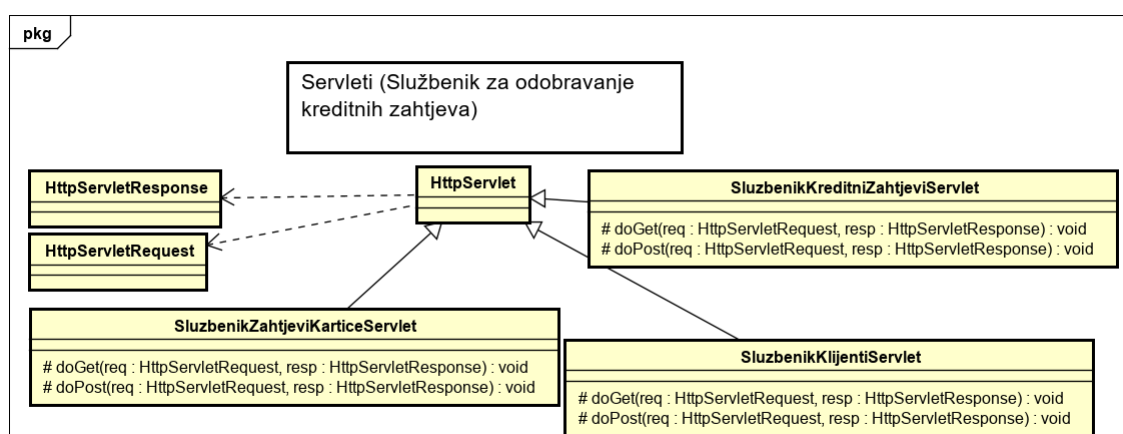 pkg
Servleti (Službenik za odobravanje
kreditnih zahtjeva)
HttpServletResponse
HttpServlet
SluzbenikKreditniZahtjeviServlet
# doGet(req : HttpServletRequest, resp : HttpServletResponse) : void
# doPost(req : HttpServletRequest, resp : HttpServletResponse) : void
HttpServletRequest
SluzbenikZahtjeviKarticeServlet
# doGet(req : HttpServletRequest, resp : HttpServletResponse) : void
# doPost(req : HttpServletRequest, resp : HttpServletResponse) : void
SluzbenikKlijentiServlet
# doGet(req : HttpServletRequest, resp : HttpServletResponse) : void
# doPost(req : HttpServletRequest, resp : HttpServletResponse) : void